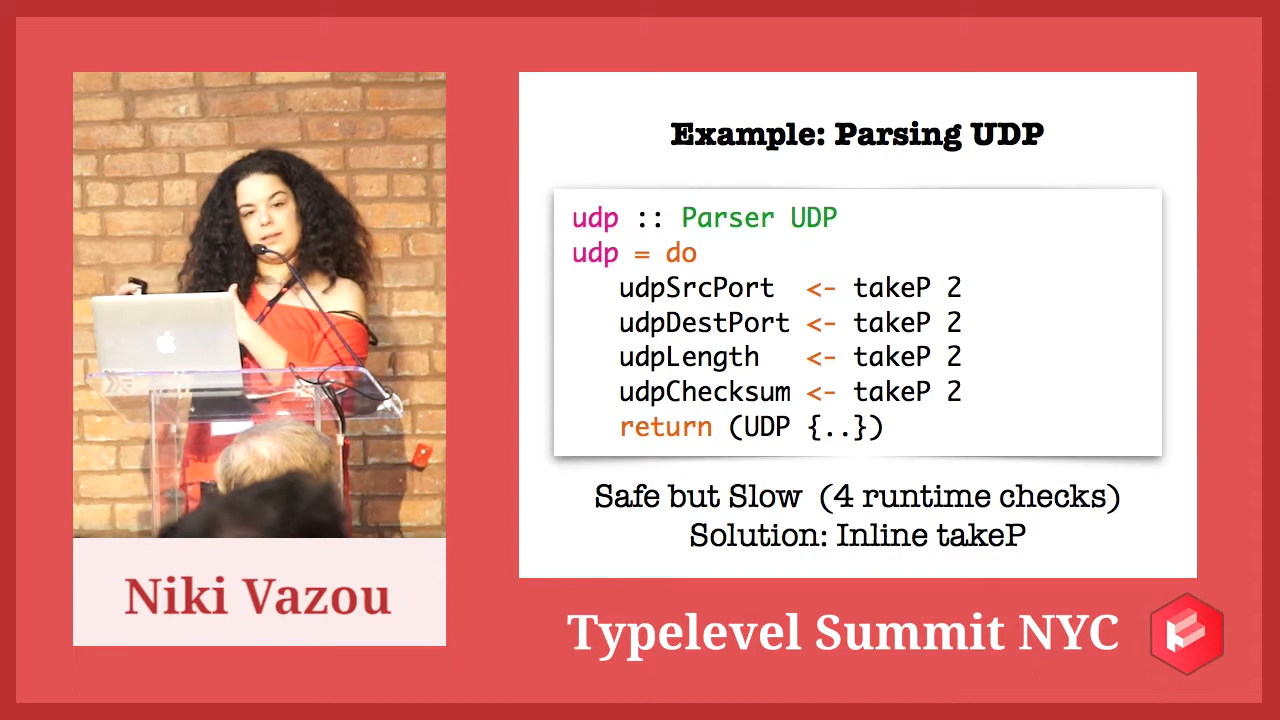 Example: Parsing UDP
udp :: Parser UDP
udp = do
udpSrcPort <- takeP 2
udpDestPort <- takeP 2
udpLength <- takeP 2
udpChecksum <- takeP 2
return (UDP {..})
Safe but Slow (4 runtime checks)
Solution: Inline takeP
Niki Vazou
Typelevel Summit NYC